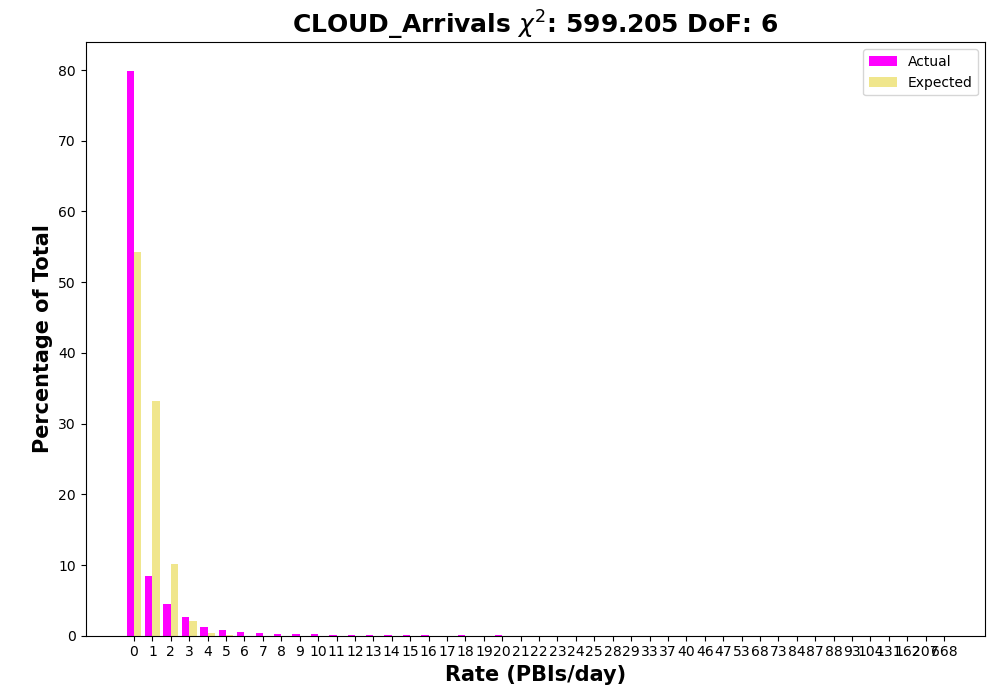 CLOUD_Arrivals χ²: 599.205 DoF: 6
Actual
Expected
Percentage of Total
80
70
60
50
40
30
20
10
0
0 1 2 3 4 5 6 7 8 9 10 11 12 13 14 15 16 17 18 19 20 21 22 23 24 25 28 29 33 37 40 46 47 53 68 73 84 87 88 93 104 131 162 207 668
Rate (PBIs/day)